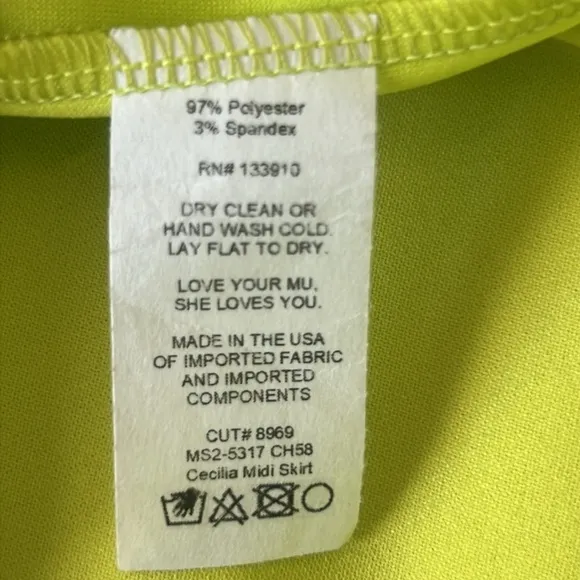 97% Polyester
3% Spandex
RN# 133910
DRY CLEAN OR
HAND WASH COLD.
LAY FLAT TO DRY.
LOVE YOUR MU,
SHE LOVES YOU.
MADE IN THE USA
OF IMPORTED FABRIC
AND IMPORTED
COMPONENTS
CUT# 8969
MS2-5317 CH58
Cecilia Midi Skirt